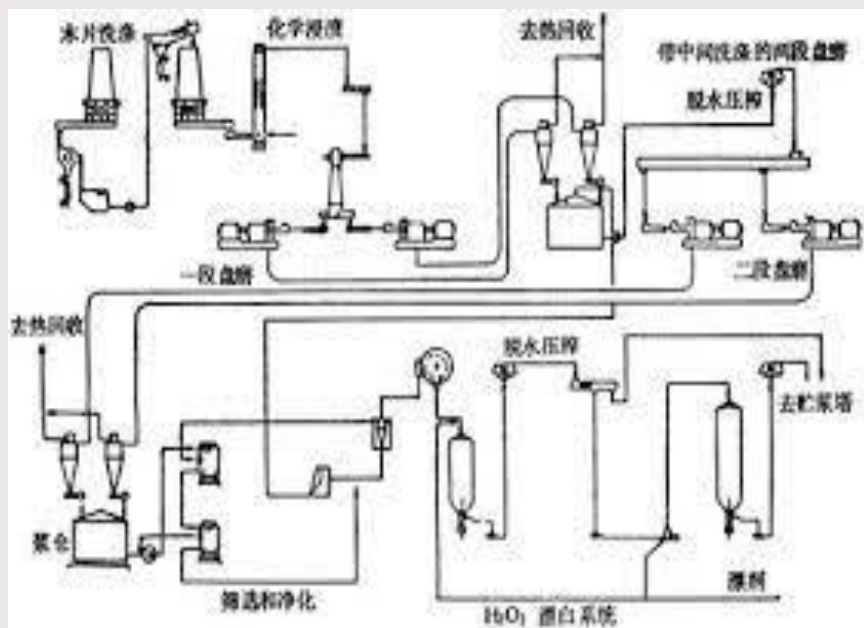 木片洗涤
化学浸渍
去热回收
带中间洗涤的两段盘磨
脱水压榨
一段盘磨
二段盘磨
去热回收
脱水压榨
去贮浆塔
浆仓
筛选和净化
漂剂
H₂O₂ 漂白系统